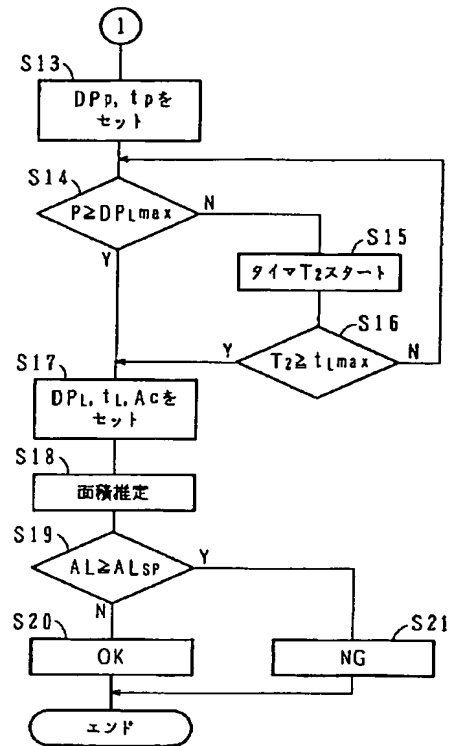 1
S13
DPp, tpを
セット
S14
P≧DPLmax
N
Y
S15
タイマT2スタート
S16
T2≧tLmax
Y
N
S17
DPL, tL, Acを
セット
S18
面積推定
S19
AL≧ALSP
Y
N
S20
OK
S21
NG
エンド